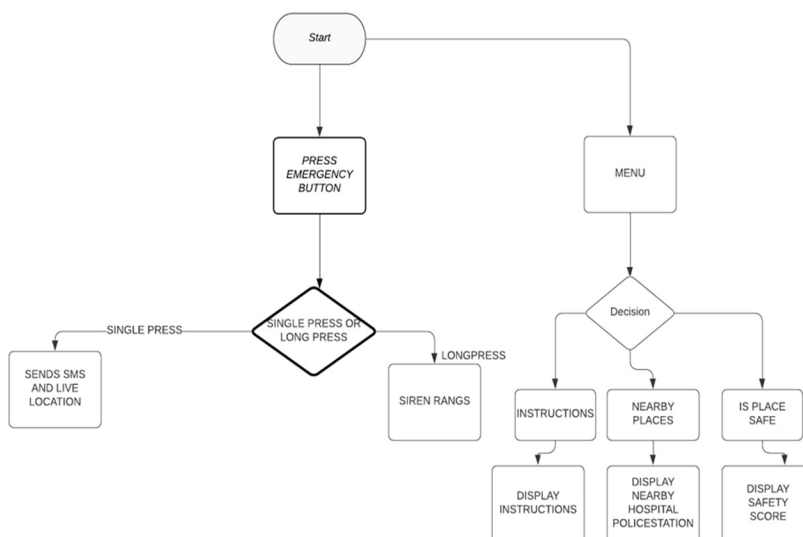 Start
PRESS
EMERGENCY
BUTTON
MENU
SINGLE PRESS OR
LONG PRESS
Decision
SINGLE PRESS
LONGPRESS
SENDS SMS
AND LIVE
LOCATION
SIREN RANGS
INSTRUCTIONS
NEARBY
PLACES
IS PLACE
SAFE
DISPLAY
INSTRUCTIONS
DISPLAY
NEARBY
HOSPITAL
POLICESTATION
DISPLAY
SAFETY
SCORE